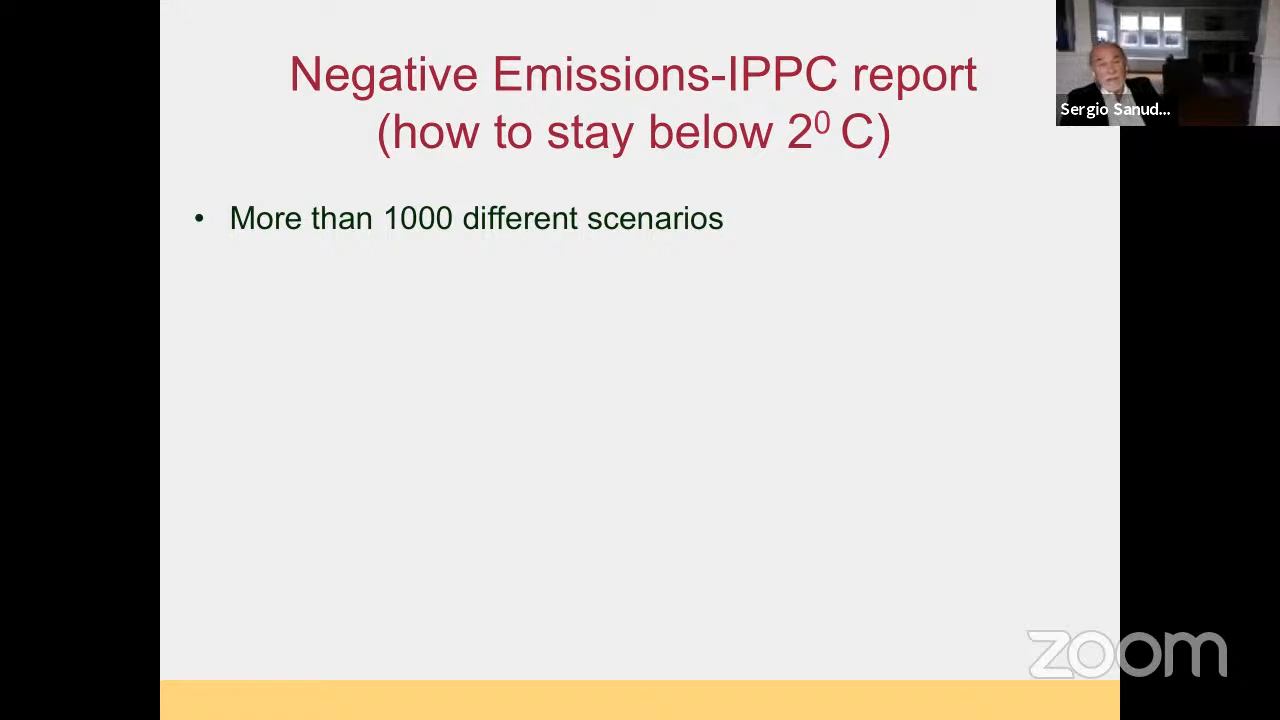 Negative Emissions-IPPC report
(how to stay below 2⁰ C)
Sergio Sanud...
• More than 1000 different scenarios
zoom